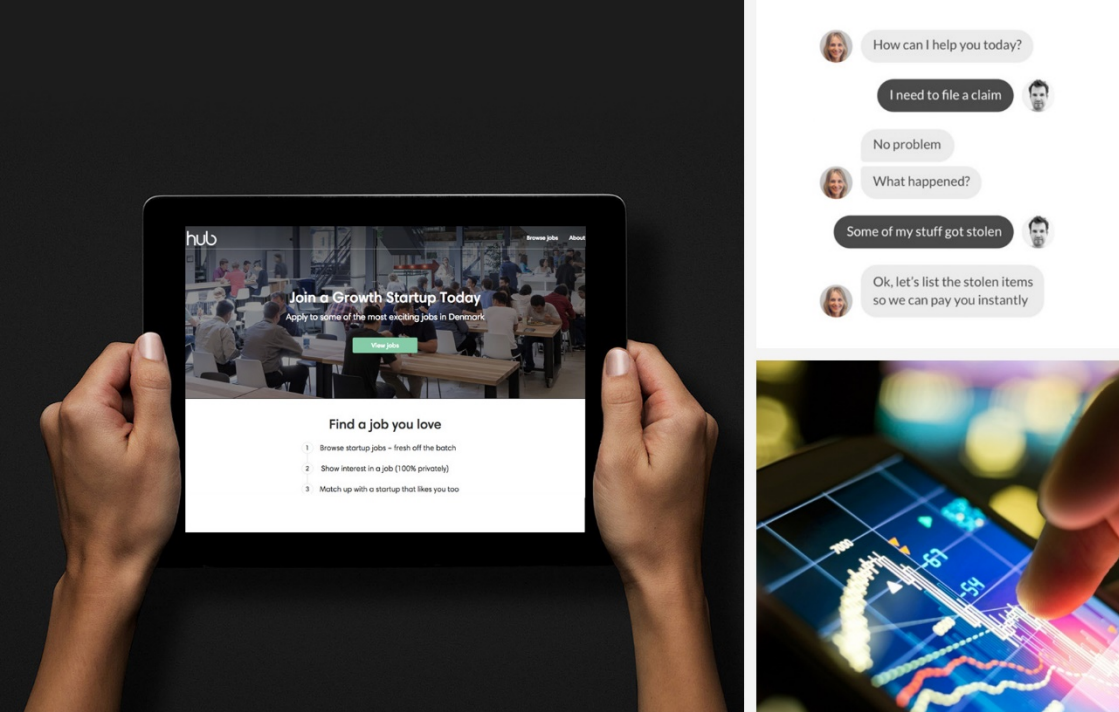 hub
Browse jobs
About
Join a Growth Startup Today
Apply to some of the most exciting jobs in Denmark
View jobs
Find a job you love
1 Browse startup jobs – fresh off the batch
2 Show interest in a job (100% privately)
3 Match up with a startup that likes you too
How can I help you today?
I need to file a claim
No problem
What happened?
Some of my stuff got stolen
Ok, let's list the stolen items
so we can pay you instantly
-67
-54